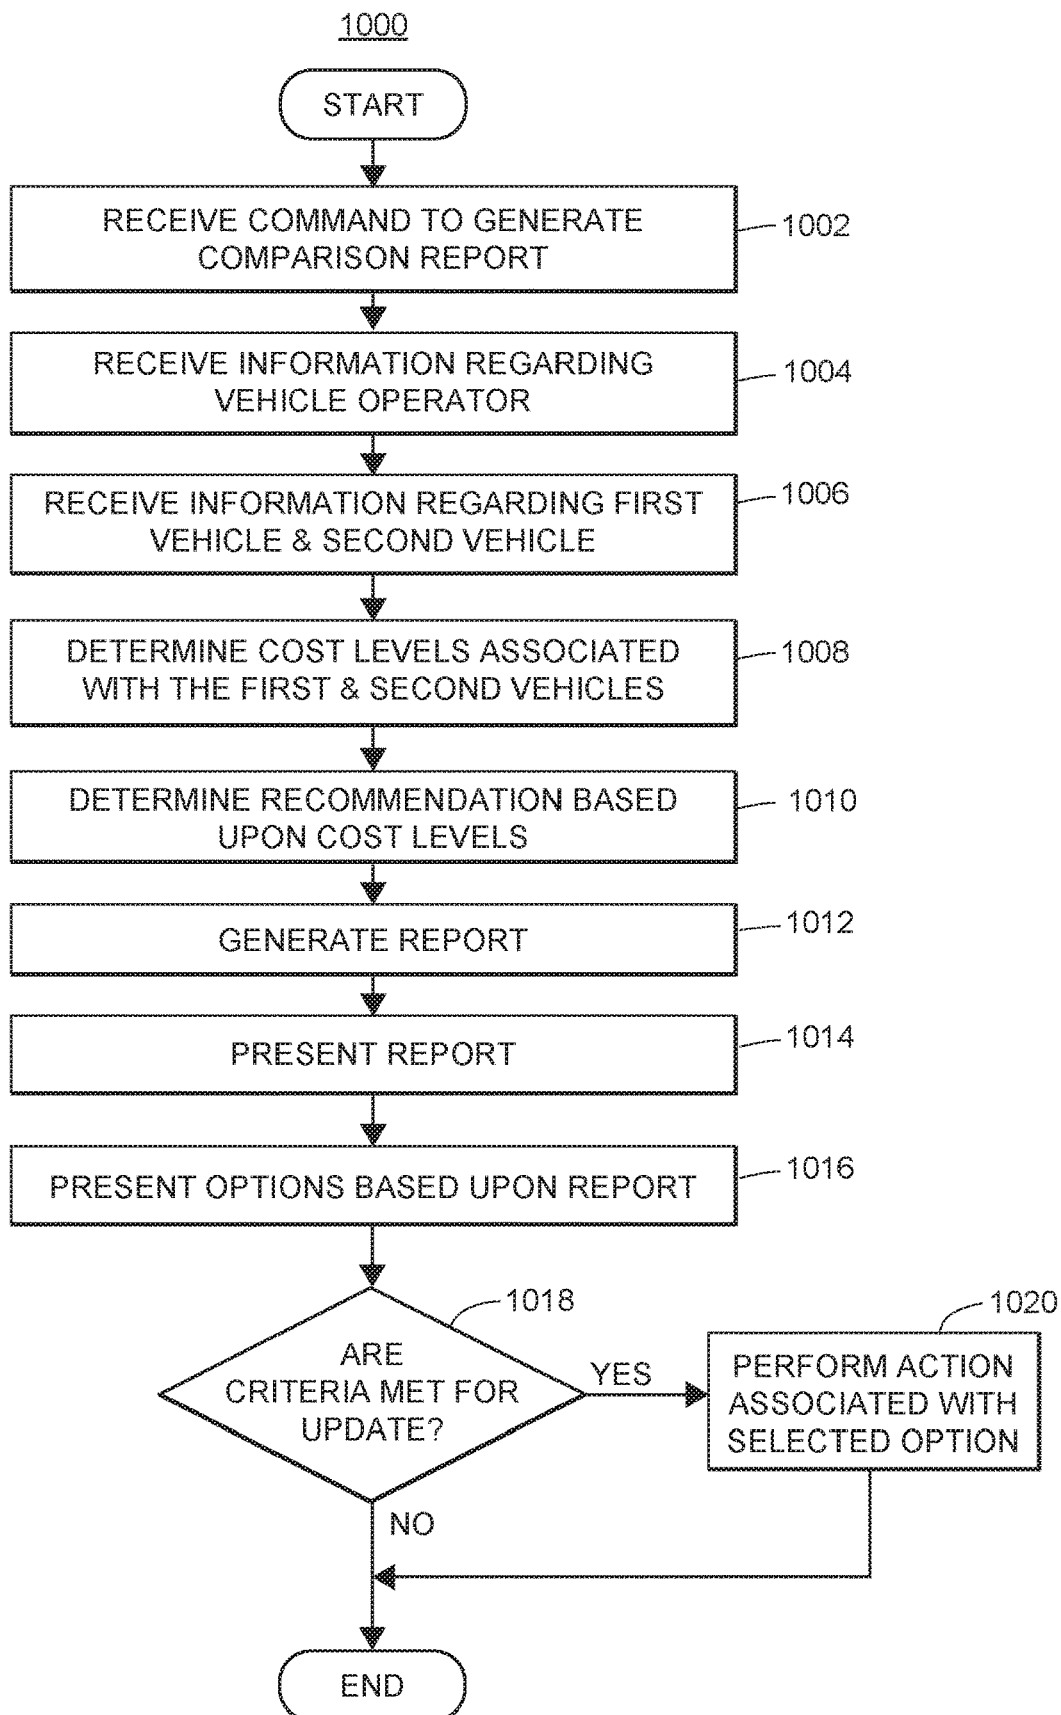 1000
START
RECEIVE COMMAND TO GENERATE
COMPARISON REPORT
1002
RECEIVE INFORMATION REGARDING
VEHICLE OPERATOR
1004
RECEIVE INFORMATION REGARDING FIRST
VEHICLE & SECOND VEHICLE
1006
DETERMINE COST LEVELS ASSOCIATED
WITH THE FIRST & SECOND VEHICLES
1008
DETERMINE RECOMMENDATION BASED
UPON COST LEVELS
1010
GENERATE REPORT
1012
PRESENT REPORT
1014
PRESENT OPTIONS BASED UPON REPORT
1016
ARE
CRITERIA MET FOR
UPDATE?
1018
YES
PERFORM ACTION
ASSOCIATED WITH
SELECTED OPTION
1020
NO
END